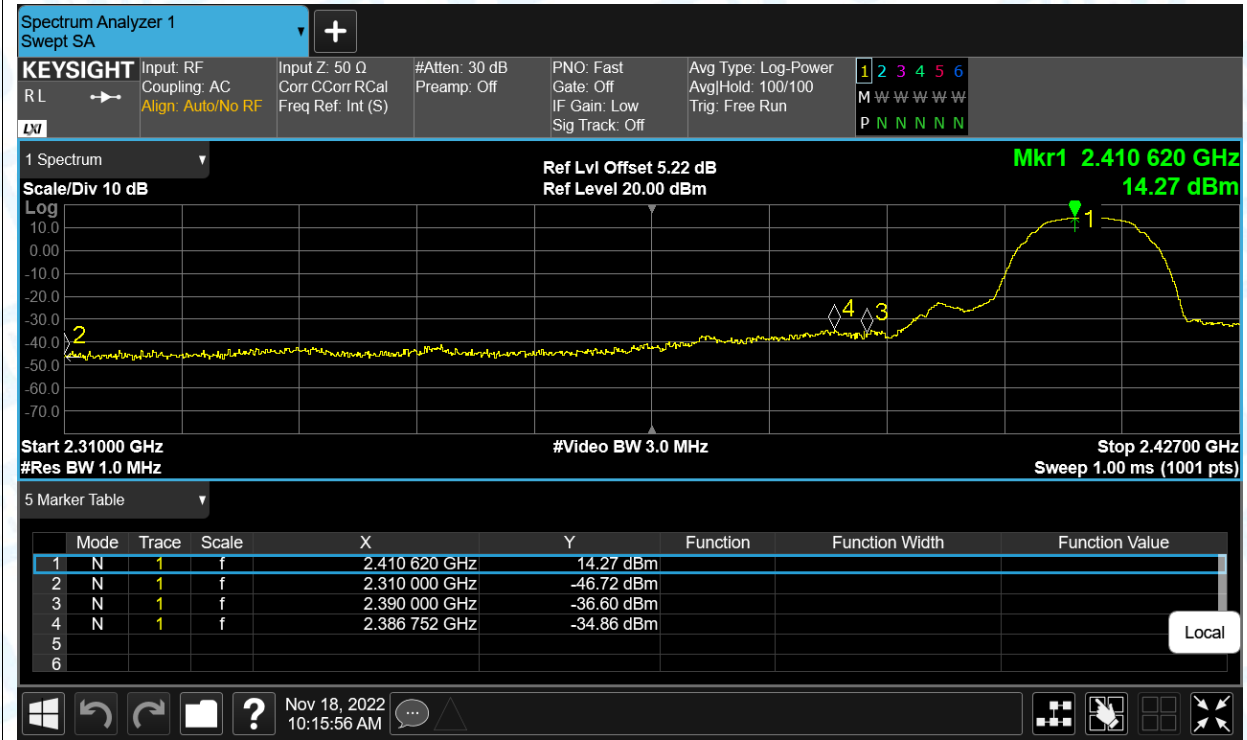 Spectrum Analyzer 1
Swept SA
KEYSIGHT
R L
LXI
Input: RF
Coupling: AC
Align: Auto/No RF
Input Z: 50 Ω
Corr CCorr RCal
Freq Ref: Int (S)
#Atten: 30 dB
Preamp: Off
PNO: Fast
Gate: Off
IF Gain: Low
Sig Track: Off
Avg Type: Log-Power
Avg|Hold: 100/100
Trig: Free Run
1 2 3 4 5 6
M W W W W W W
P N N N N N
1 Spectrum
Scale/Div 10 dB
Ref Lvl Offset 5.22 dB
Ref Level 20.00 dBm
Mkr1 2.410 620 GHz
14.27 dBm
Log
10.0
0.00
-10.0
-20.0
-30.0
-40.0
-50.0
-60.0
-70.0
2
4
3
1
Start 2.31000 GHz
#Res BW 1.0 MHz
#Video BW 3.0 MHz
Stop 2.42700 GHz
Sweep 1.00 ms (1001 pts)
5 Marker Table
Mode Trace Scale X Y Function Function Width Function Value
1 N 1 f 2.410 620 GHz 14.27 dBm
2 N 1 f 2.310 000 GHz -46.72 dBm
3 N 1 f 2.390 000 GHz -36.60 dBm
4 N 1 f 2.386 752 GHz -34.86 dBm
5
6
Local
?
Nov 18, 2022
10:15:56 AM